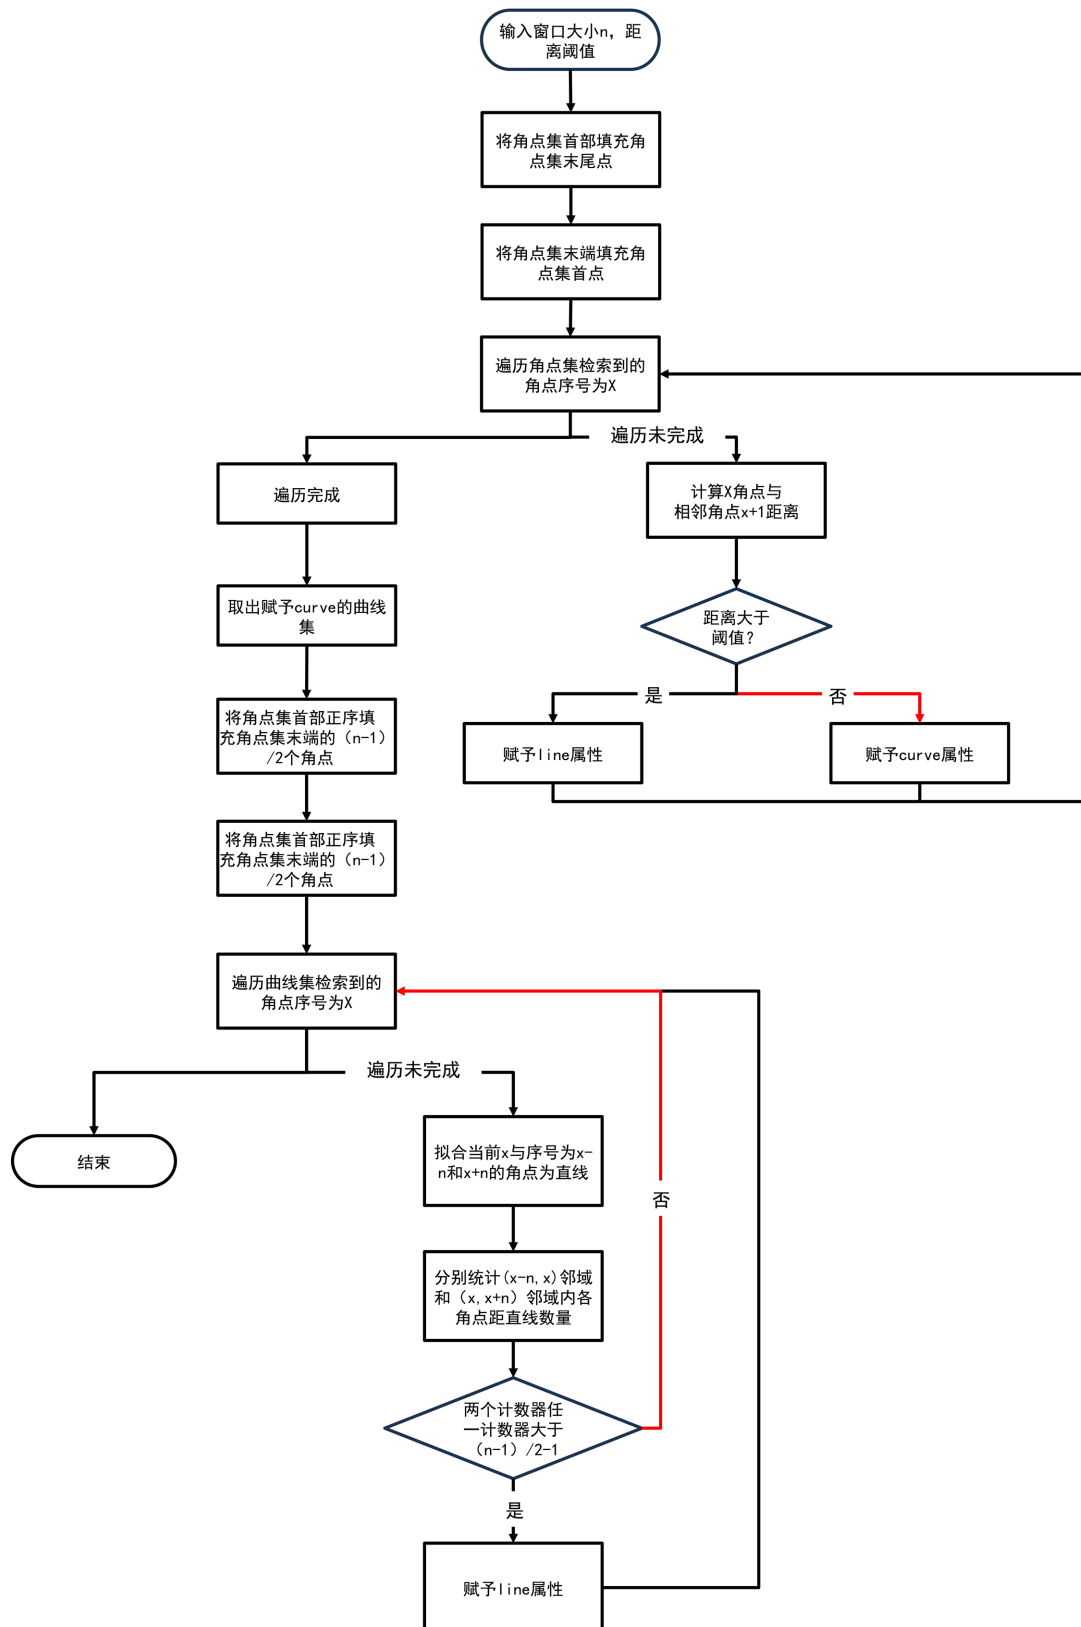 输入窗口大小n，距
离阈值
将角点集首部填充角
点集末尾点
将角点集末端填充角
点集首点
遍历角点集检索到的
角点序号为X
遍历未完成
遍历完成
计算X角点与
相邻角点x+1距离
取出赋予curve的曲线
集
距离大于
阈值？
是
否
将角点集首部正序填
充角点集末端的（n-1）
/2个角点
赋予line属性
赋予curve属性
将角点集首部正序填
充角点集末端的（n-1）
/2个角点
遍历曲线集检索到的
角点序号为X
遍历未完成
结束
拟合当前x与序号为x-
n和x+n的角点为直线
否
分别统计(x-n,x)邻域
和（x,x+n）邻域内各
角点距直线数量
两个计数器任
一计数器大于
（n-1）/2-1
是
赋予line属性